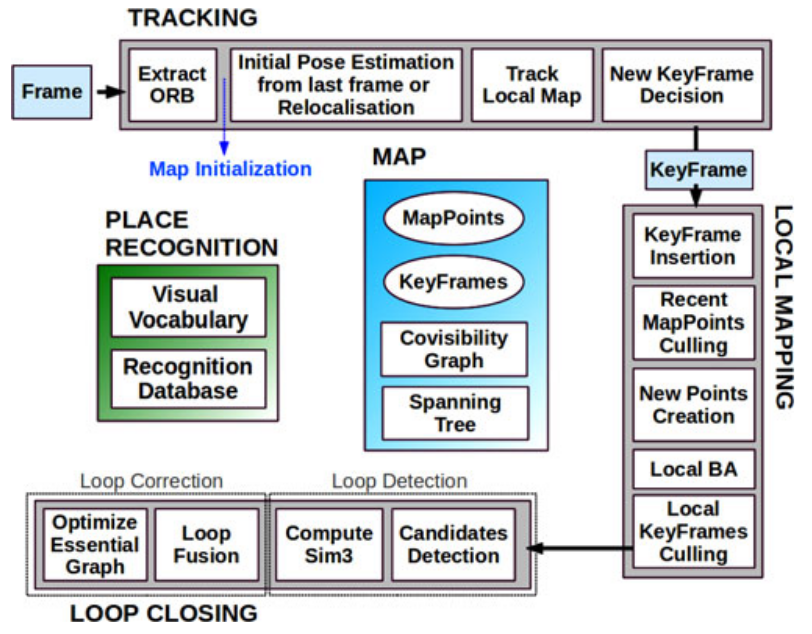 TRACKING
Frame
Extract
ORB
Initial Pose Estimation
from last frame or
Relocalisation
Track
Local Map
New KeyFrame
Decision
Map Initialization
KeyFrame
MAP
MapPoints
KeyFrames
Covisibility
Graph
Spanning
Tree
PLACE
RECOGNITION
Visual
Vocabulary
Recognition
Database
LOCAL MAPPING
KeyFrame
Insertion
Recent
MapPoints
Culling
New Points
Creation
Local BA
Local
KeyFrames
Culling
Loop Correction
Loop Detection
Optimize
Essential
Graph
Loop
Fusion
Compute
Sim3
Candidates
Detection
LOOP CLOSING